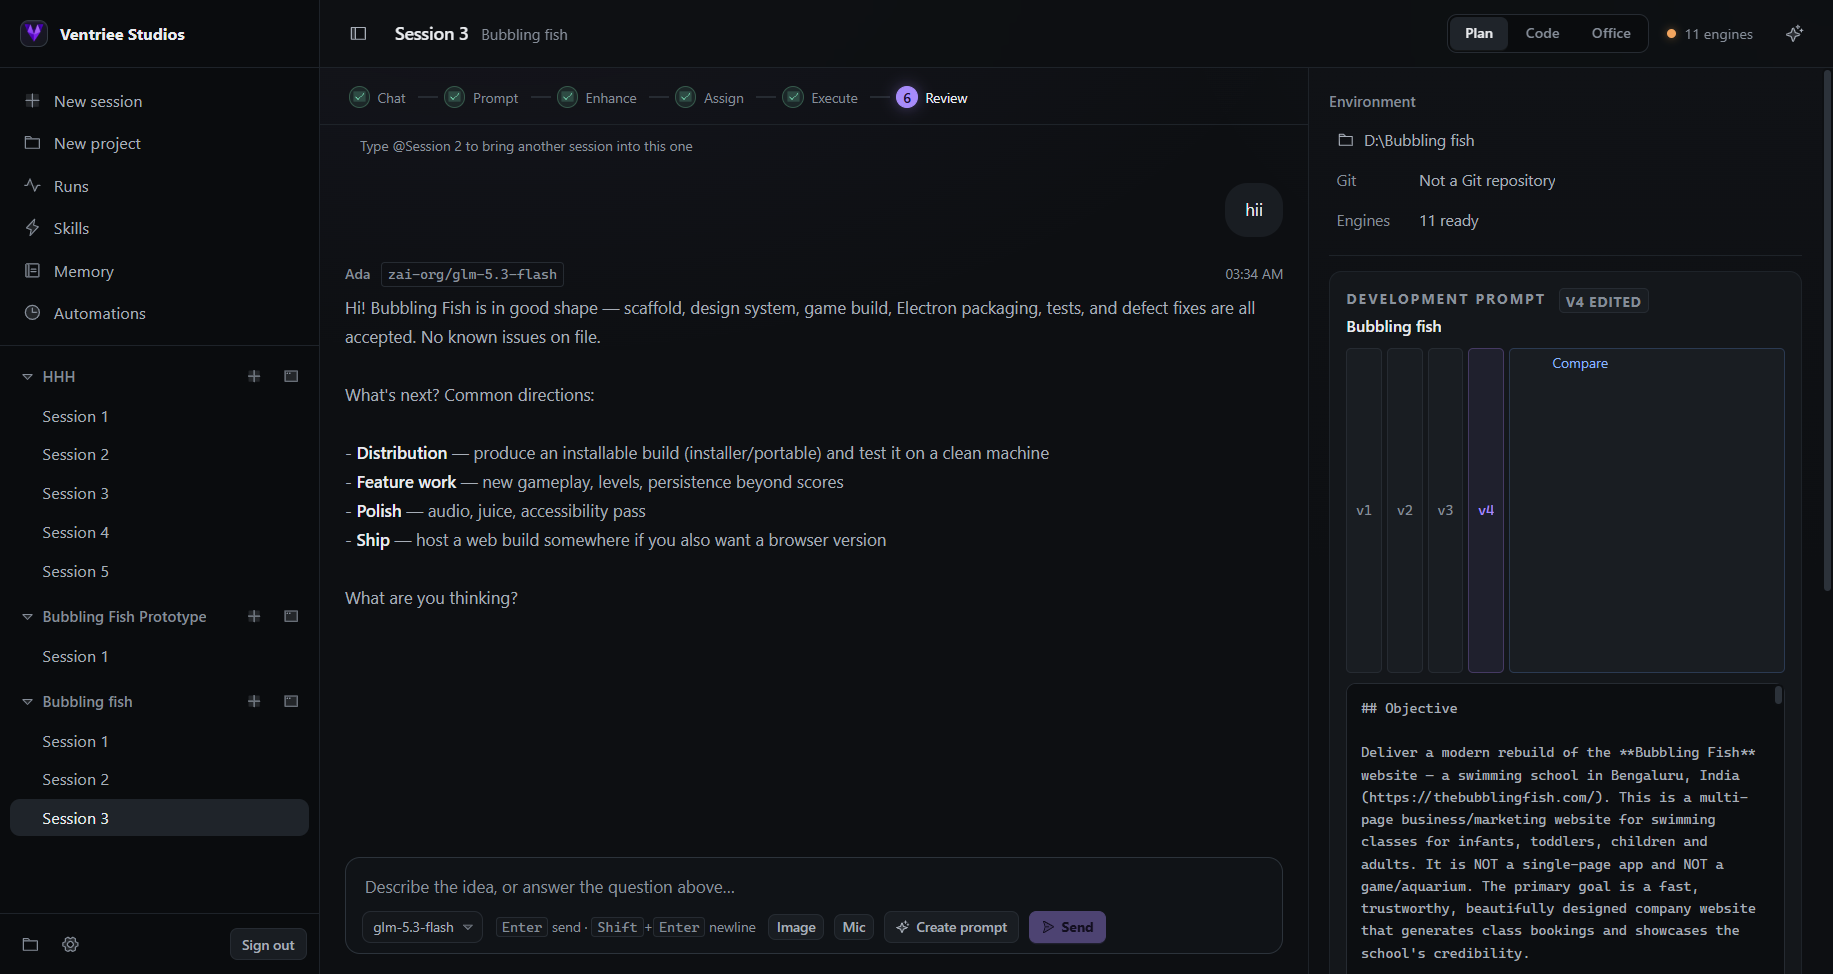 Ventriee Studios
New session
New project
Runs
Skills
Memory
Automations
HHH
Session 1
Session 2
Session 3
Session 4
Session 5
Bubbling Fish Prototype
Session 1
Bubbling fish
Session 1
Session 2
Session 3
Sign out
Session 3 Bubbling fish
Plan Code Office
11 engines
Chat Prompt Enhance Assign Execute 6 Review
Type @Session 2 to bring another session into this one
hii
Ada zai-org/glm-5.3-flash 03:34 AM
Hi! Bubbling Fish is in good shape — scaffold, design system, game build, Electron packaging, tests, and defect fixes are all
accepted. No known issues on file.
What's next? Common directions:
- Distribution — produce an installable build (installer/portable) and test it on a clean machine
- Feature work — new gameplay, levels, persistence beyond scores
- Polish — audio, juice, accessibility pass
- Ship — host a web build somewhere if you also want a browser version
What are you thinking?
Describe the idea, or answer the question above...
glm-5.3-flash Enter send · Shift + Enter newline Image Mic Create prompt Send
Environment
D:\Bubbling fish
Git Not a Git repository
Engines 11 ready
DEVELOPMENT PROMPT V4 EDITED
Bubbling fish
v1 v2 v3 v4 Compare
## Objective
Deliver a modern rebuild of the **Bubbling Fish**
website — a swimming school in Bengaluru, India
(https://thebubblingfish.com/). This is a multi-
page business/marketing website for swimming
classes for infants, toddlers, children and
adults. It is NOT a single-page app and NOT a
game/aquarium. The primary goal is a fast,
trustworthy, beautifully designed company website
that generates class bookings and showcases the
school's credibility.